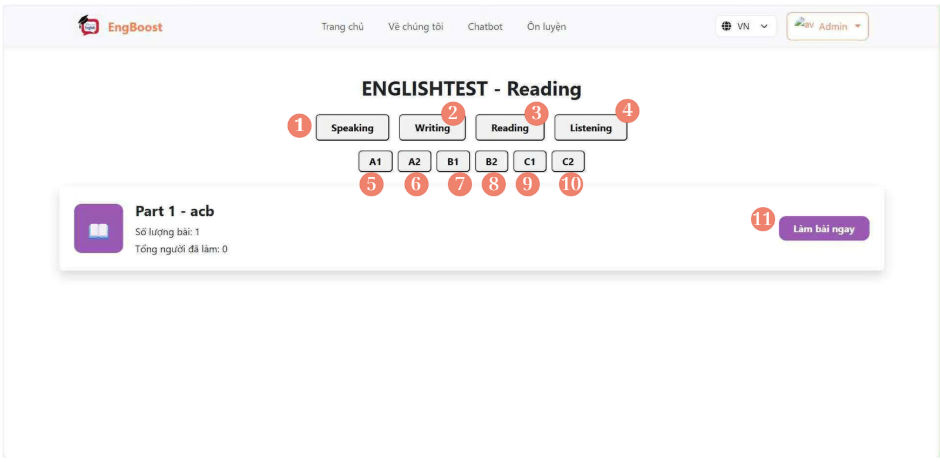 EngBoost Trang chủ Về chúng tôi Chatbot Ôn luyện VN av Admin
ENGLISHTEST - Reading
1 Speaking 2 Writing 3 Reading 4 Listening
A1 A2 B1 B2 C1 C2
5 6 7 8 9 10
Part 1 - acb
Số lượng bài: 1
Tổng người đã làm: 0
11 Làm bài ngay